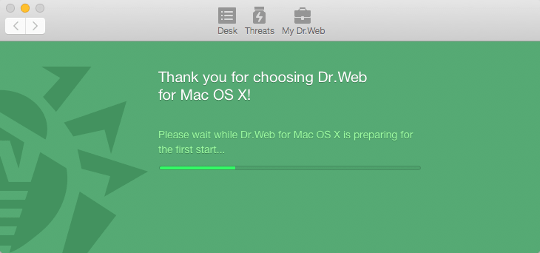 Desk Threats My Dr.Web
Thank you for choosing Dr.Web
for Mac OS X!
Please wait while Dr.Web for Mac OS X is preparing for
the first start...